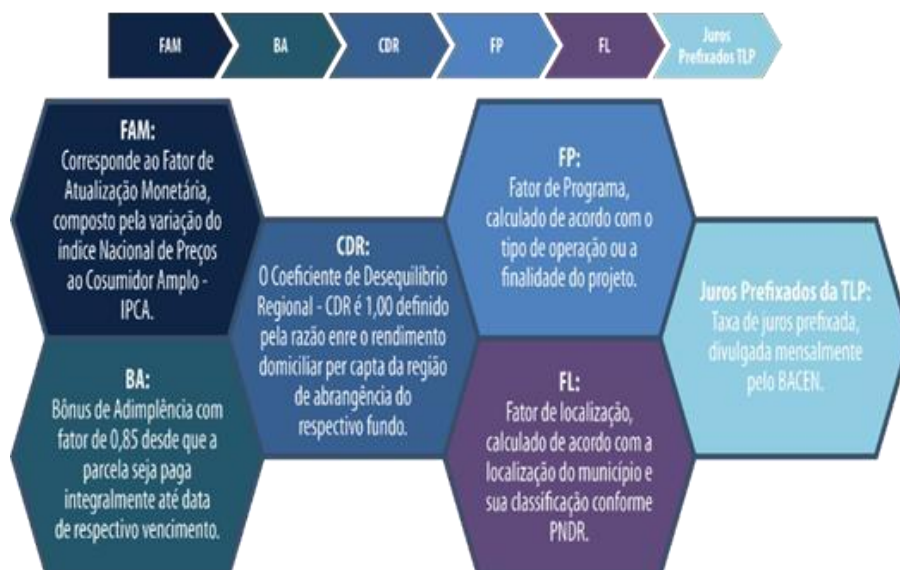 FAM
BA
CDR
FP
FL
Juros
Prefixados TLP
FAM:
Corresponde ao Fator de
Atualização Monetária,
composto pela variação do
índice Nacional de Preços
ao Cosumidor Amplo -
IPCA.
BA:
Bônus de Adimplência com
fator de 0,85 desde que a
parcela seja paga
integralmente até data
de respectivo vencimento.
CDR:
O Coeficiente de Desequilíbrio
Regional - CDR é 1,00 definido
pela razão enre o rendimento
domiciliar per capta da região
de abrangência do
respectivo fundo.
FP:
Fator de Programa,
calculado de acordo com o
tipo de operação ou a
finalidade do projeto.
FL:
Fator de localização,
calculado de acordo com a
localização do município e
sua classificação conforme
PNDR.
Juros Prefixados da TLP:
Taxa de juros prefixada,
divulgada mensalmente
pelo BACEN.